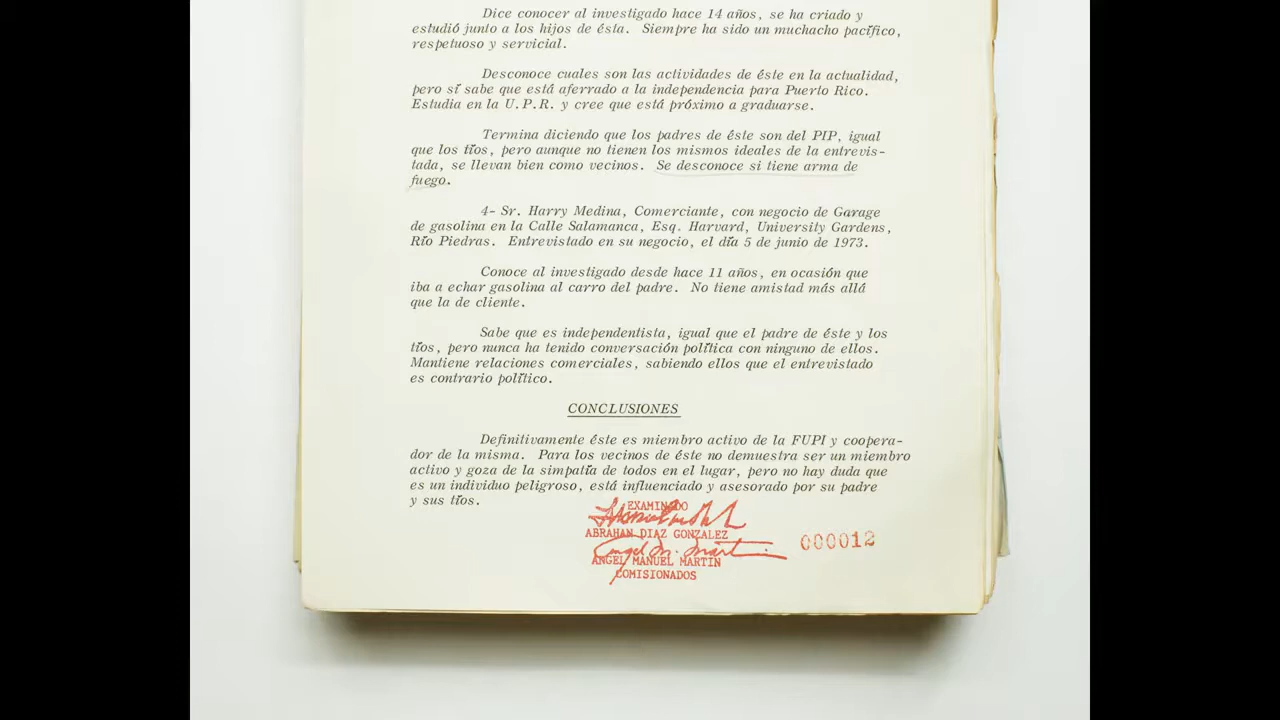 Dice conocer al investigado hace 14 años, se ha criado y
estudió junto a los hijos de ésta. Siempre ha sido un muchacho pacífico,
respetuoso y servicial.
Desconoce cuales son las actividades de éste en la actualidad,
pero sí sabe que está aferrado a la independencia para Puerto Rico.
Estudia en la U.P.R. y cree que está próximo a graduarse.
Termina diciendo que los padres de éste son del PIP, igual
que los tíos, pero aunque no tienen los mismos ideales de la entrevis-
tada, se llevan bien como vecinos. Se desconoce si tiene arma de
fuego.
4- Sr. Harry Medina, Comerciante, con negocio de Garage
de gasolina en la Calle Salamanca, Esq. Harvard, University Gardens,
Río Piedras. Entrevistado en su negocio, el día 5 de junio de 1973.
Conoce al investigado desde hace 11 años, en ocasión que
iba a echar gasolina al carro del padre. No tiene amistad más allá
que la de cliente.
Sabe que es independentista, igual que el padre de éste y los
tíos, pero nunca ha tenido conversación política con ninguno de ellos.
Mantiene relaciones comerciales, sabiendo ellos que el entrevistado
es contrario político.
CONCLUSIONES
Definitivamente éste es miembro activo de la FUPI y coopera-
dor de la misma. Para los vecinos de éste no demuestra ser un miembro
activo y goza de la simpatía de todos en el lugar, pero no hay duda que
es un individuo peligroso, está influenciado y asesorado por su padre
y sus tíos.
EXAMINADO
ABRAHAN DIAZ GONZALEZ
Angel M. Martin
ANGEL MANUEL MARTIN
COMISIONADOS
000012